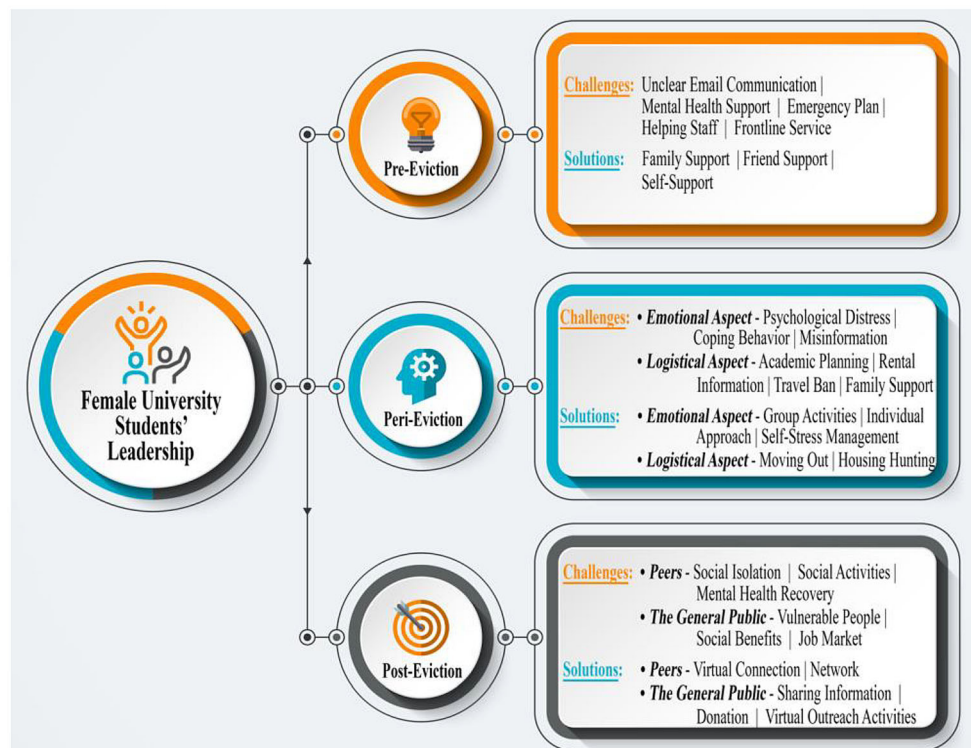 Female University
Students'
Leadership
Pre-Eviction
Challenges: Unclear Email Communication |
Mental Health Support | Emergency Plan |
Helping Staff | Frontline Service
Solutions: Family Support | Friend Support |
Self-Support
Peri-Eviction
Challenges: • Emotional Aspect - Psychological Distress |
Coping Behavior | Misinformation
• Logistical Aspect - Academic Planning | Rental
Information | Travel Ban | Family Support
Solutions: • Emotional Aspect - Group Activities | Individual
Approach | Self-Stress Management
• Logistical Aspect - Moving Out | Housing Hunting
Post-Eviction
Challenges: • Peers - Social Isolation | Social Activities |
Mental Health Recovery
• The General Public - Vulnerable People |
Social Benefits | Job Market
Solutions: • Peers - Virtual Connection | Network
• The General Public - Sharing Information |
Donation | Virtual Outreach Activities